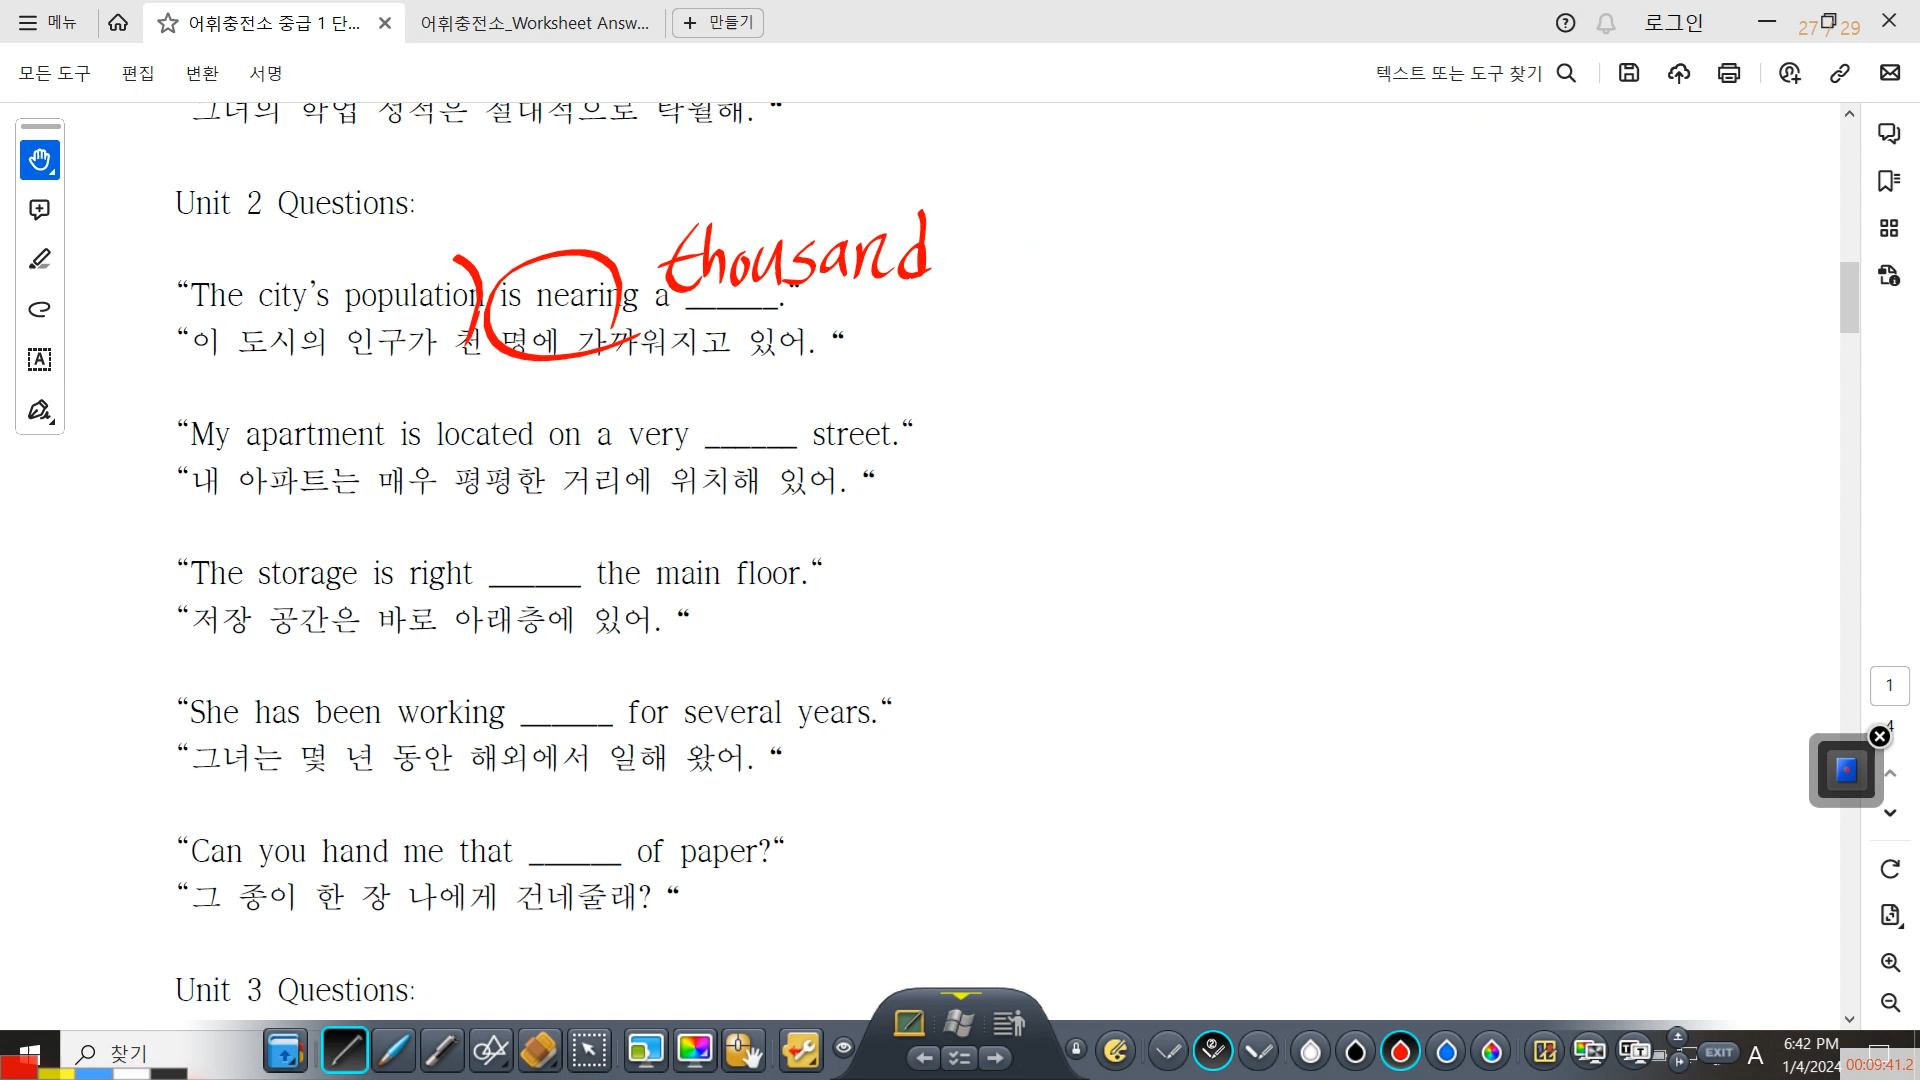 메뉴
어휘충전소 중급 1 단...
어휘충전소_Worksheet Answ...
만들기
로그인
27 / 29
모든 도구
편집
변환
서명
텍스트 또는 도구 찾기
그녀의 학업 성적은 절대적으로 탁월해. “
Unit 2 Questions:
thousand
“The city’s population is nearing a ______.“
“이 도시의 인구가 천 명에 가까워지고 있어. “
“My apartment is located on a very ______ street.“
“내 아파트는 매우 평평한 거리에 위치해 있어. “
“The storage is right ______ the main floor.“
“저장 공간은 바로 아래층에 있어. “
“She has been working ______ for several years.“
“그녀는 몇 년 동안 해외에서 일해 왔어. “
“Can you hand me that ______ of paper?“
“그 종이 한 장 나에게 건네줄래? “
Unit 3 Questions:
1
4
찾기
EXIT
A
6:42 PM
1/4/2024
00:09:41.2